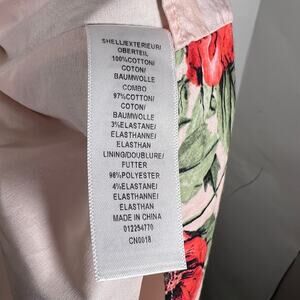 SHELL/EXTERIEUR/
OBERTEIL
100%COTTON/
COTON/
BAUMWOLLE
COMBO
97%COTTON/
COTON/
BAUMWOLLE
3%ELASTANE/
ELASTHANNE/
ELASTHAN
LINING/DOUBLURE/
FUTTER
96%POLYESTER
4%ELASTANE/
ELASTHANNE/
ELASTHAN
MADE IN CHINA
012254770
CN0018